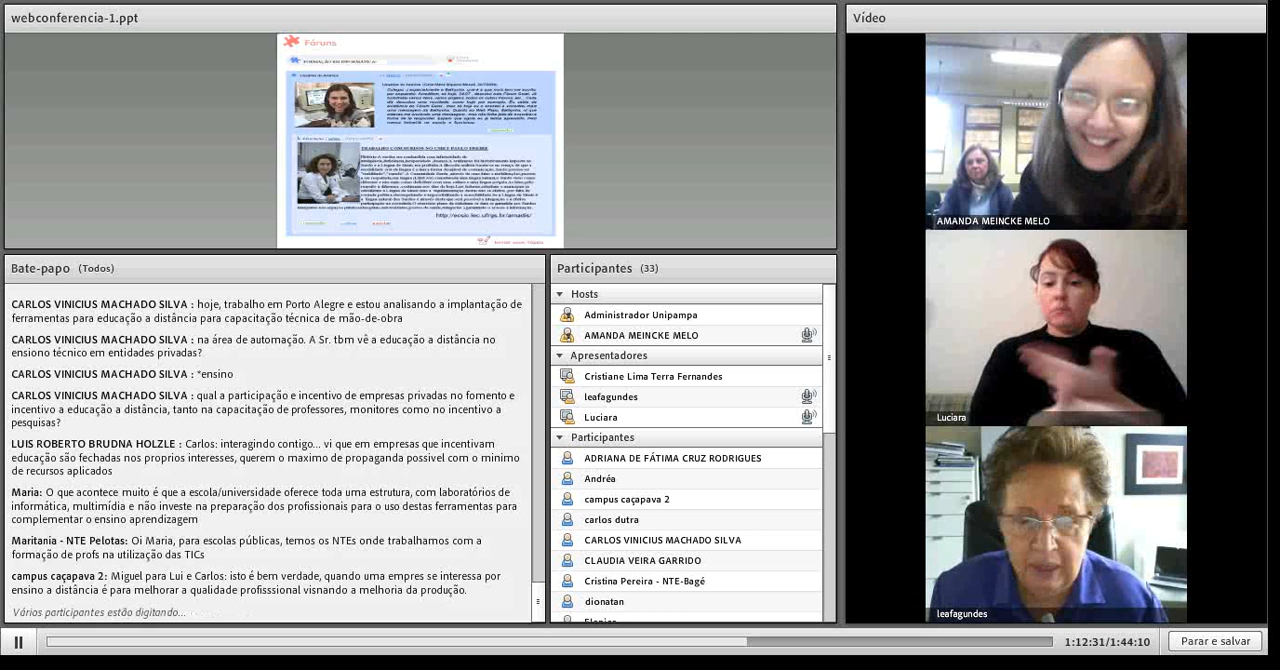 webconferencia-1.ppt
Fóruns
TRABALHO COM SURDOS NO CMET PAULO FREIRE
Bate-papo (Todos)
CARLOS VINICIUS MACHADO SILVA : hoje, trabalho em Porto Alegre e estou analisando a implantação de
ferramentas para educação a distância para capacitação técnica de mão-de-obra
CARLOS VINICIUS MACHADO SILVA : na área de automação. A Sr. tbm vê a educação a distância no
ensiono técnico em entidades privadas?
CARLOS VINICIUS MACHADO SILVA : *ensino
CARLOS VINICIUS MACHADO SILVA : qual a participação e incentivo de empresas privadas no fomento e
incentivo a educação a distância, tanto na capacitação de professores, monitores como no incentivo a
pesquisas?
LUIS ROBERTO BRUDNA HOLZLE : Carlos: interagindo contigo... vi que em empresas que incentivam
educação são fechadas nos proprios interesses, querem o maximo de propaganda possivel com o minimo
de recursos aplicados
Maria: O que acontece muito é que a escola/universidade oferece toda uma estrutura, com laboratórios de
informática, multimídia e não investe na preparação dos profissionais para o uso destas ferramentas para
complementar o ensino aprendizagem
Maritania - NTE Pelotas: Oi Maria, para escolas públicas, temos os NTEs onde trabalhamos com a
formação de profs na utilização das TICs
campus caçapava 2: Miguel para Lui e Carlos: isto é bem verdade, quando uma empres se interessa por
ensino a distância é para melhorar a qualidade profisssional visnando a melhoria da produção.
Vários participantes estão digitando...
Participantes (33)
Hosts
Administrador Unipampa
AMANDA MEINCKE MELO
Apresentadores
Cristiane Lima Terra Fernandes
leafagundes
Luciara
Participantes
ADRIANA DE FÁTIMA CRUZ RODRIGUES
Andréa
campus caçapava 2
carlos dutra
CARLOS VINICIUS MACHADO SILVA
CLAUDIA VEIRA GARRIDO
Cristina Pereira - NTE-Bagé
dionatan
Vídeo
AMANDA MEINCKE MELO
Luciara
leafagundes
1:12:31/1:44:10
Parar e salvar